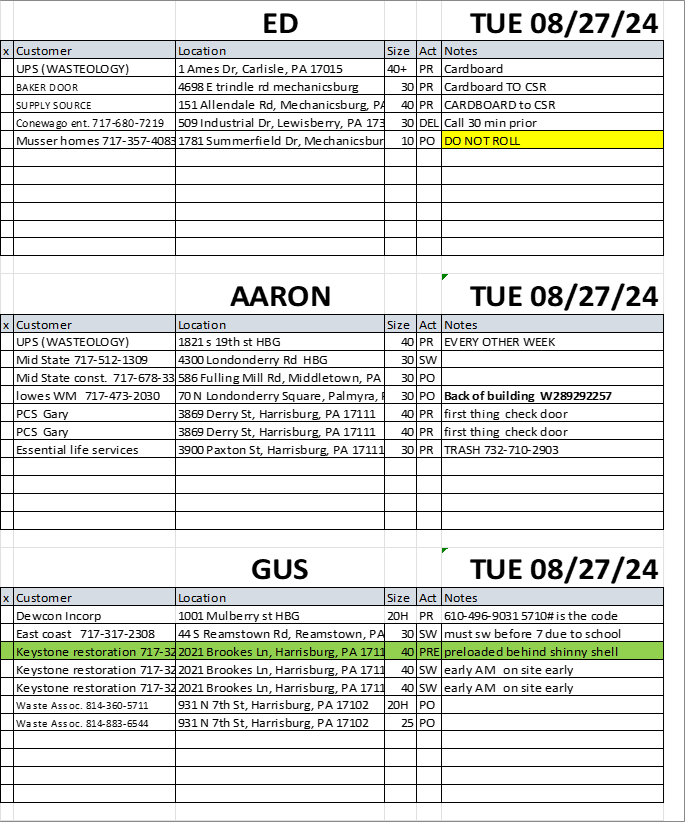 ED TUE 08/27/24
x Customer Location Size Act Notes
UPS (WASTEOLOGY) 1 Ames Dr, Carlisle, PA 17015 40+ PR Cardboard
BAKER DOOR 4698 E trindle rd mechanicsburg 30 PR Cardboard TO CSR
SUPPLY SOURCE 151 Allendale Rd, Mechanicsburg, PA 40 PR CARDBOARD to CSR
Conewago ent. 717-680-7219 509 Industrial Dr, Lewisberry, PA 173 30 DEL Call 30 min prior
Musser homes 717-357-4083 1781 Summerfield Dr, Mechanicsbur 10 PO DO NOT ROLL
AARON TUE 08/27/24
x Customer Location Size Act Notes
UPS (WASTEOLOGY) 1821 s 19th st HBG 40 PR EVERY OTHER WEEK
Mid State 717-512-1309 4300 Londonderry Rd HBG 30 SW
Mid State const. 717-678-33 586 Fulling Mill Rd, Middletown, PA 30 PO
lowes WM 717-473-2030 70 N Londonderry Square, Palmyra, 30 PO Back of building W289292257
PCS Gary 3869 Derry St, Harrisburg, PA 17111 40 PR first thing check door
PCS Gary 3869 Derry St, Harrisburg, PA 17111 40 PR first thing check door
Essential life services 3900 Paxton St, Harrisburg, PA 17111 30 PR TRASH 732-710-2903
GUS TUE 08/27/24
x Customer Location Size Act Notes
Dewcon Incorp 1001 Mulberry st HBG 20H PR 610-496-9031 5710# is the code
East coast 717-317-2308 44 S Reamstown Rd, Reamstown, PA 30 SW must sw before 7 due to school
Keystone restoration 717-32 2021 Brookes Ln, Harrisburg, PA 1711 40 PRE preloaded behind shinny shell
Keystone restoration 717-32 2021 Brookes Ln, Harrisburg, PA 1711 40 SW early AM on site early
Keystone restoration 717-32 2021 Brookes Ln, Harrisburg, PA 1711 40 SW early AM on site early
Waste Assoc. 814-360-5711 931 N 7th St, Harrisburg, PA 17102 20H PO
Waste Assoc. 814-883-6544 931 N 7th St, Harrisburg, PA 17102 25 PO